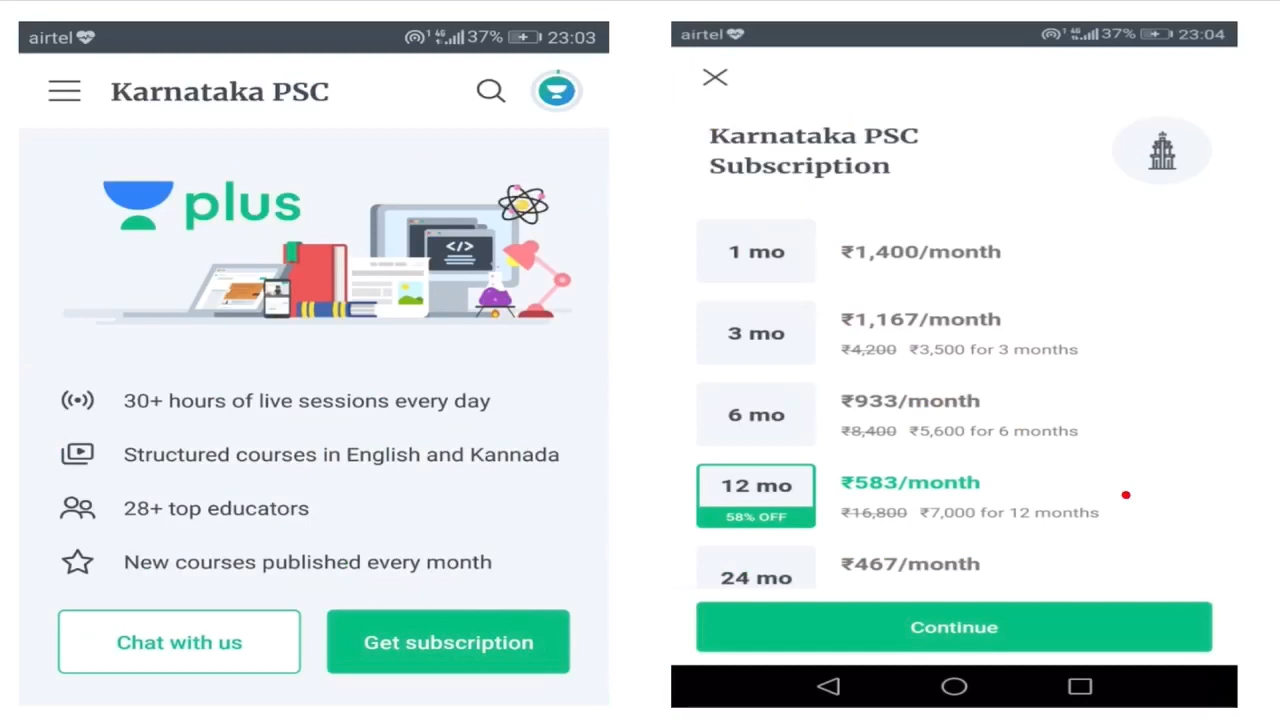 airtel
1 4G 37% 23:03
Karnataka PSC
plus
</>
30+ hours of live sessions every day
Structured courses in English and Kannada
28+ top educators
New courses published every month
Chat with us
Get subscription
airtel
1 4G 37% 23:04
Karnataka PSC
Subscription
1 mo
₹1,400/month
3 mo
₹1,167/month
₹4,200 ₹3,500 for 3 months
6 mo
₹933/month
₹8,400 ₹5,600 for 6 months
12 mo
58% OFF
₹583/month
₹16,800 ₹7,000 for 12 months
24 mo
₹467/month
Continue